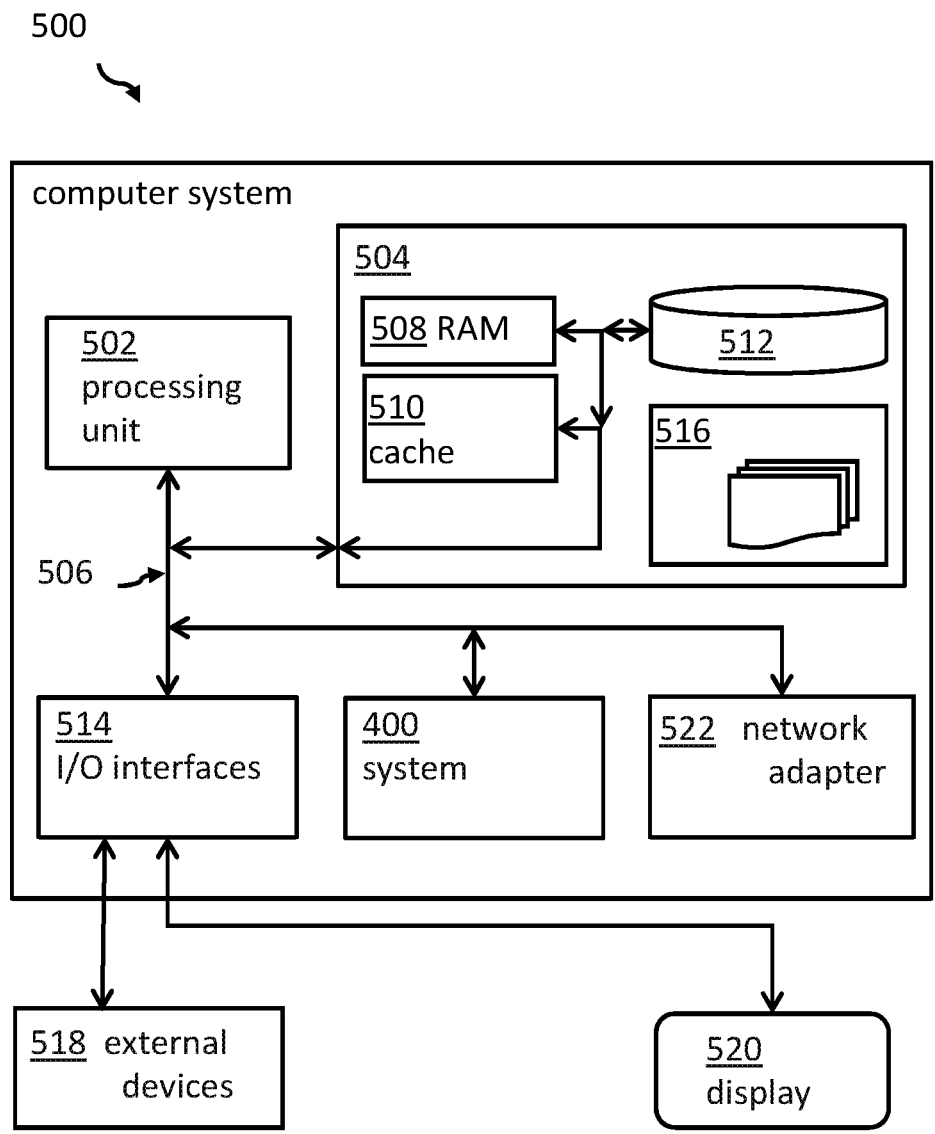 500
computer system
504
502
processing
unit
508 RAM
512
510
cache
516
506
514
I/O interfaces
400
system
522 network
adapter
518 external
devices
520
display